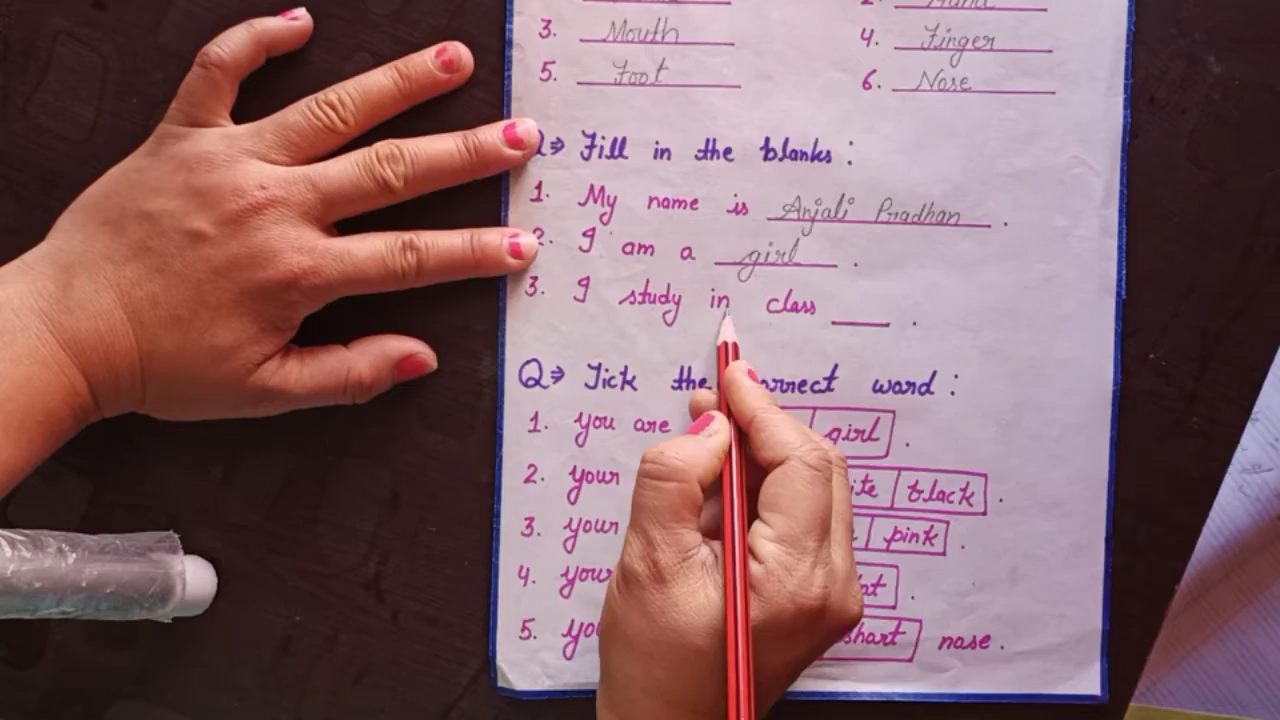 3. Mouth 4. Finger
5. Foot 6. Nose
Q⇒ Fill in the blanks :
1. My name is Anjali Pradhan .
2. I am a girl .
3. I study in class ____ .
Q⇒ Tick the correct word :
1. you are girl .
2. your black .
3. your pink .
4. your .
5. short nose .